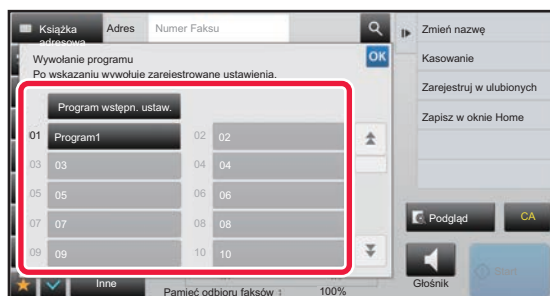 Książka adresowa
Adres
Numer Faksu
Zmień nazwę
Wywołanie programu
OK
Po wskazaniu wywołuje zarejestrowane ustawienia.
Kasowanie
Zarejestruj w ulubionych
Program wstępn. ustaw.
Zapisz w oknie Home
01 Program1
02 02
03 03
04 04
05 05
06 06
07 07
08 08
Podgląd
CA
09 09
10 10
Start
Inne
Głośnik
Pamięć odbioru faksów : 100%